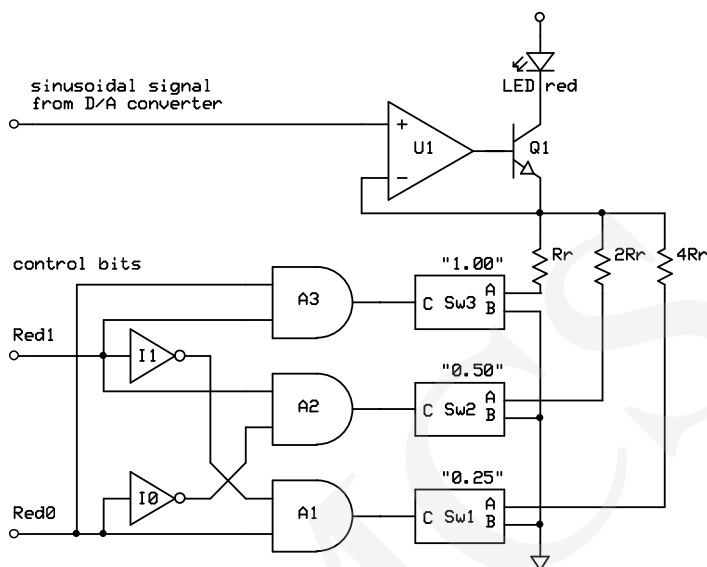 sinusoidal signal
from D/A converter
LED red
+
U1
−
Q1
control bits
"1.00"
Rr
2Rr
4Rr
A3
C Sw3 A
B
Red1
I1
"0.50"
A2
C Sw2 A
B
"0.25"
I0
Red0
A1
C Sw1 A
B